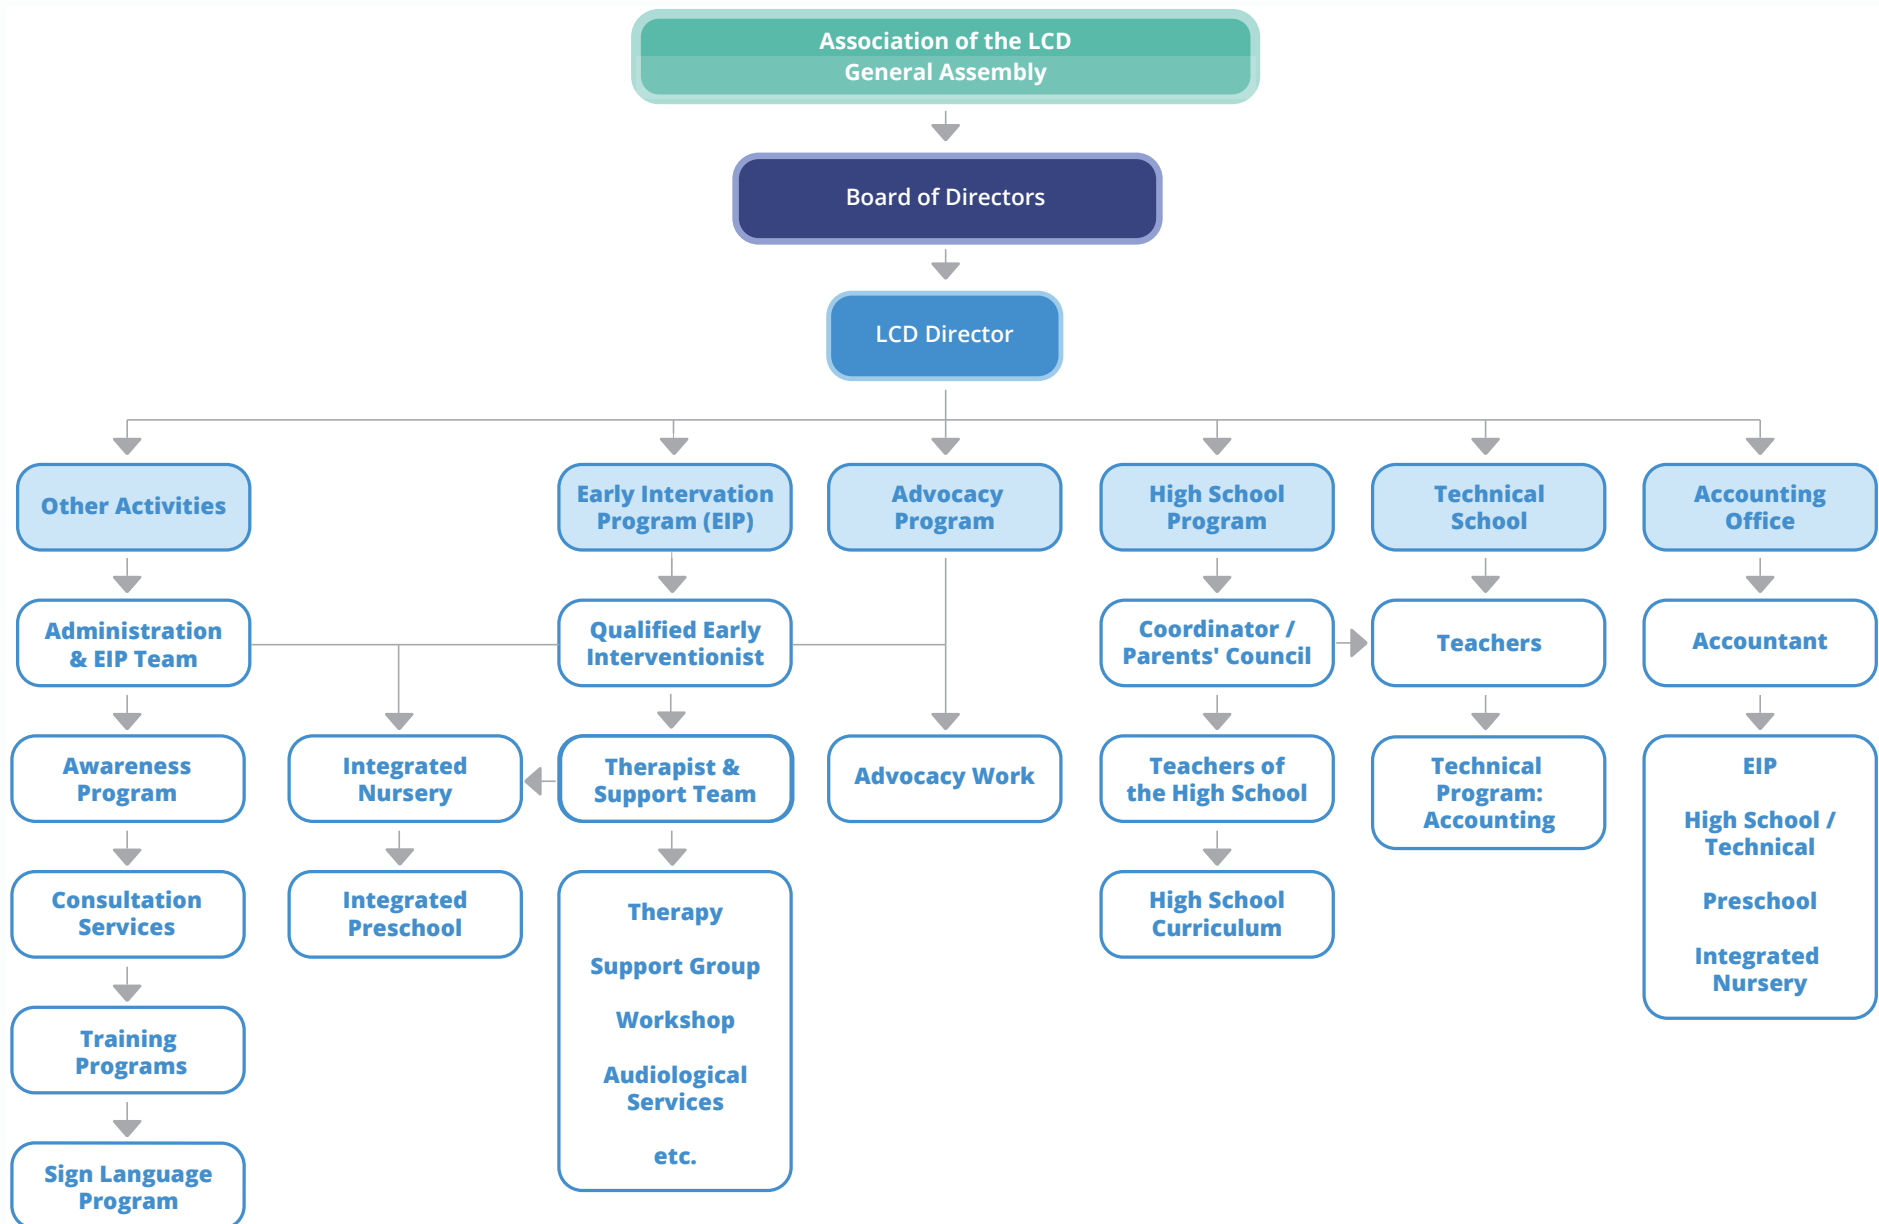 Association of the LCD
General Assembly
Board of Directors
LCD Director
Other Activities
Early Intervation
Program (EIP)
Advocacy
Program
High School
Program
Technical
School
Accounting
Office
Administration
& EIP Team
Qualified Early
Interventionist
Coordinator /
Parents' Council
Teachers
Accountant
Awareness
Program
Integrated
Nursery
Therapist &
Support Team
Advocacy Work
Teachers of
the High School
Technical
Program:
Accounting
EIP
High School /
Technical
Preschool
Integrated
Nursery
Consultation
Services
Integrated
Preschool
Therapy
Support Group
Workshop
Audiological
Services
etc.
High School
Curriculum
Training
Programs
Sign Language
Program